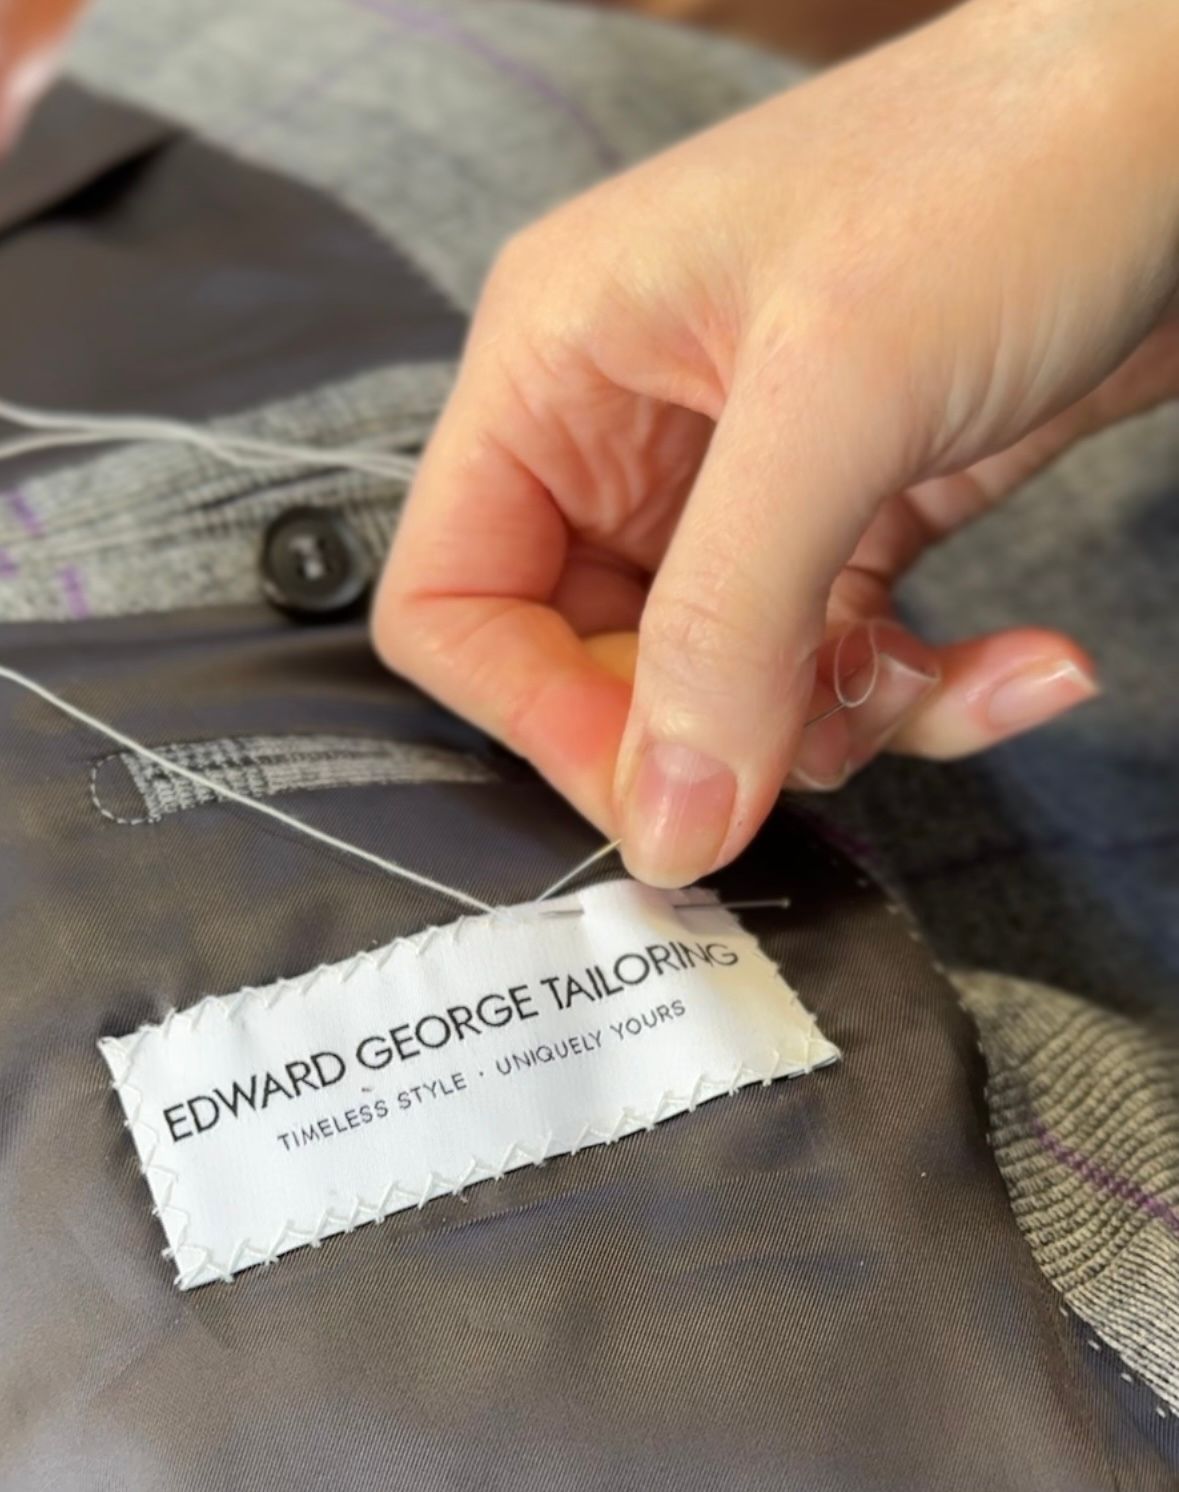 EDWARD GEORGE TAILORING
TIMELESS STYLE · UNIQUELY YOURS